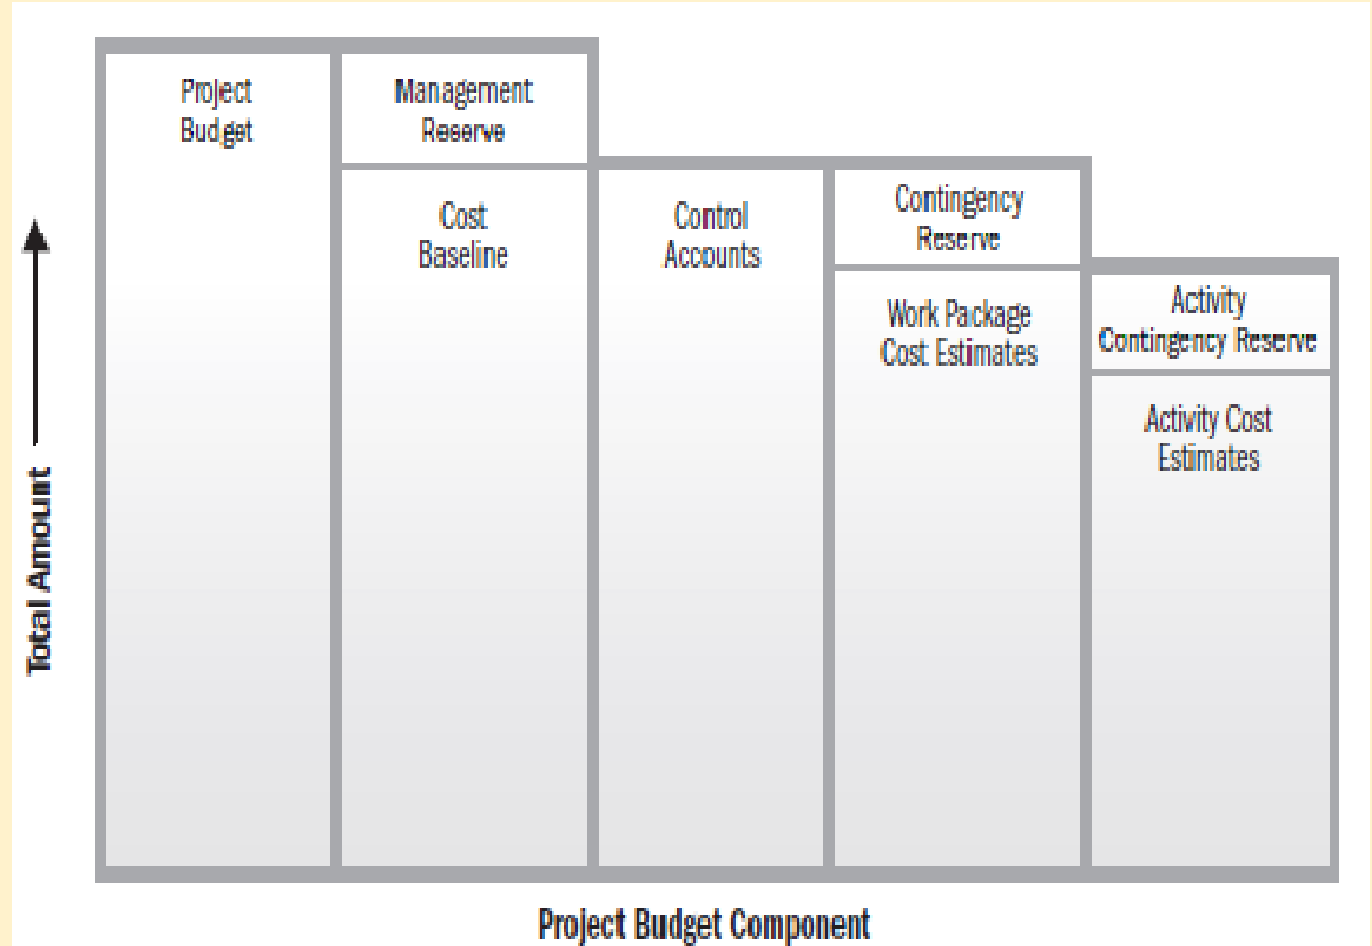 Project
Budget
Management
Reserve
Cost
Baseline
Control
Accounts
Contingency
Reserve
Work Package
Cost Estimates
Activity
Contingency Reserve
Activity Cost
Estimates
Total Amount
Project Budget Component